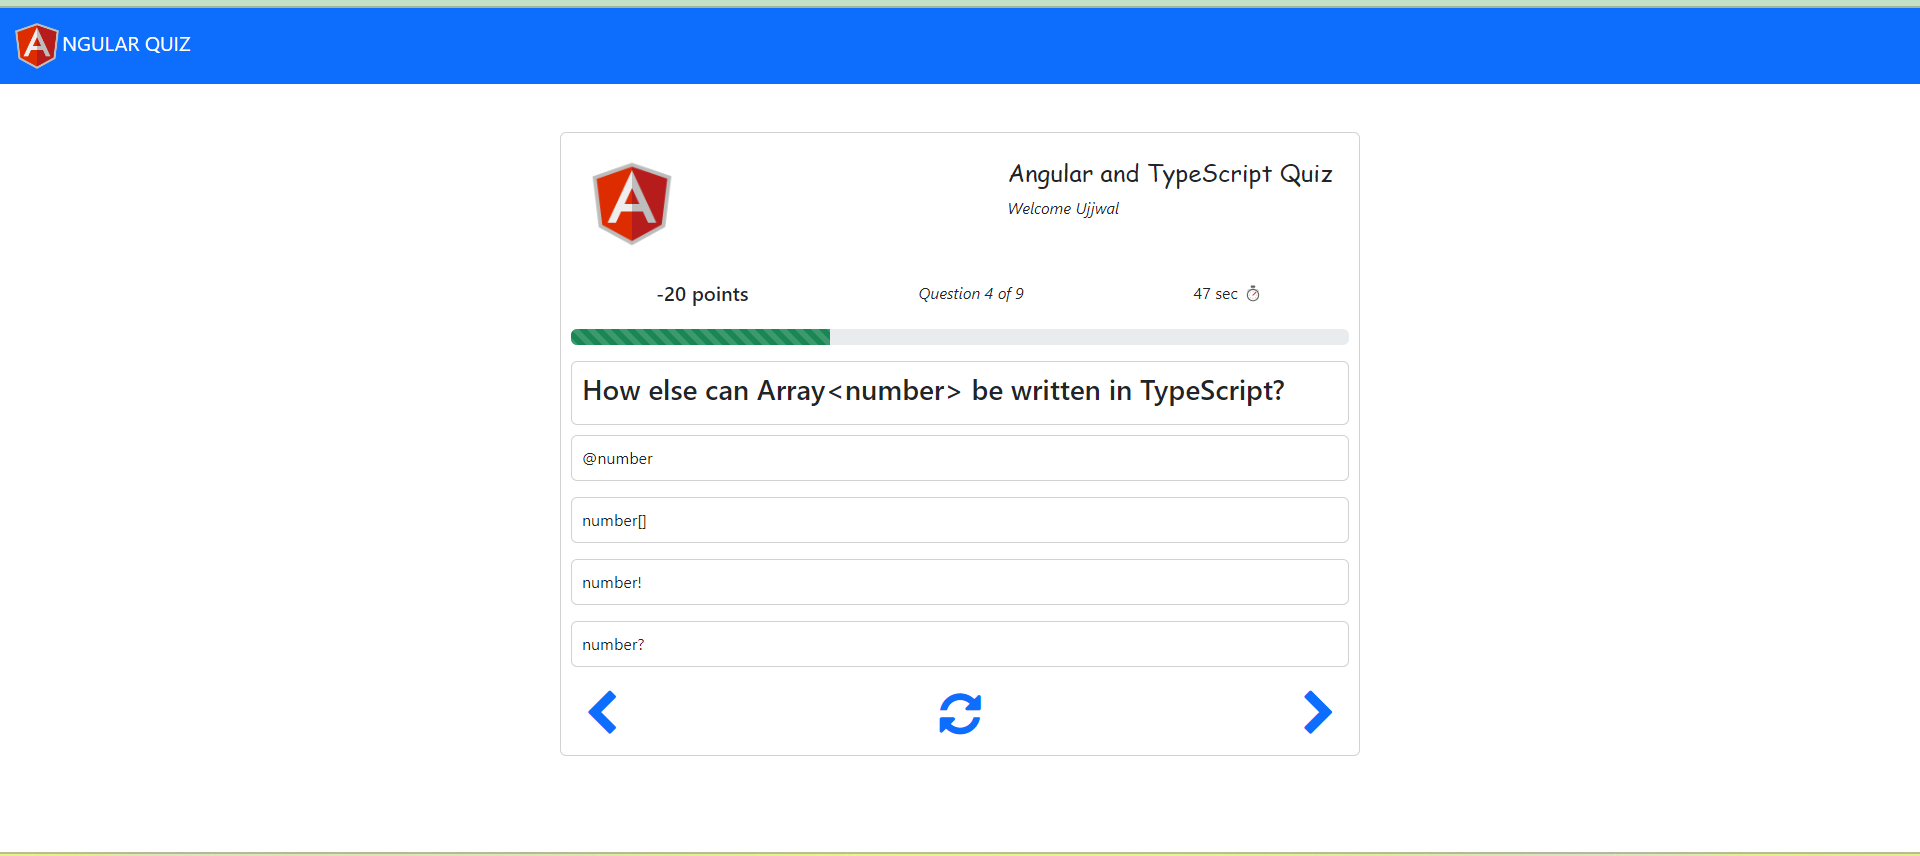 NGULAR QUIZ
Angular and TypeScript Quiz
Welcome Ujjwal
-20 points
Question 4 of 9
47 sec
How else can Array<number> be written in TypeScript?
@number
number[]
number!
number?